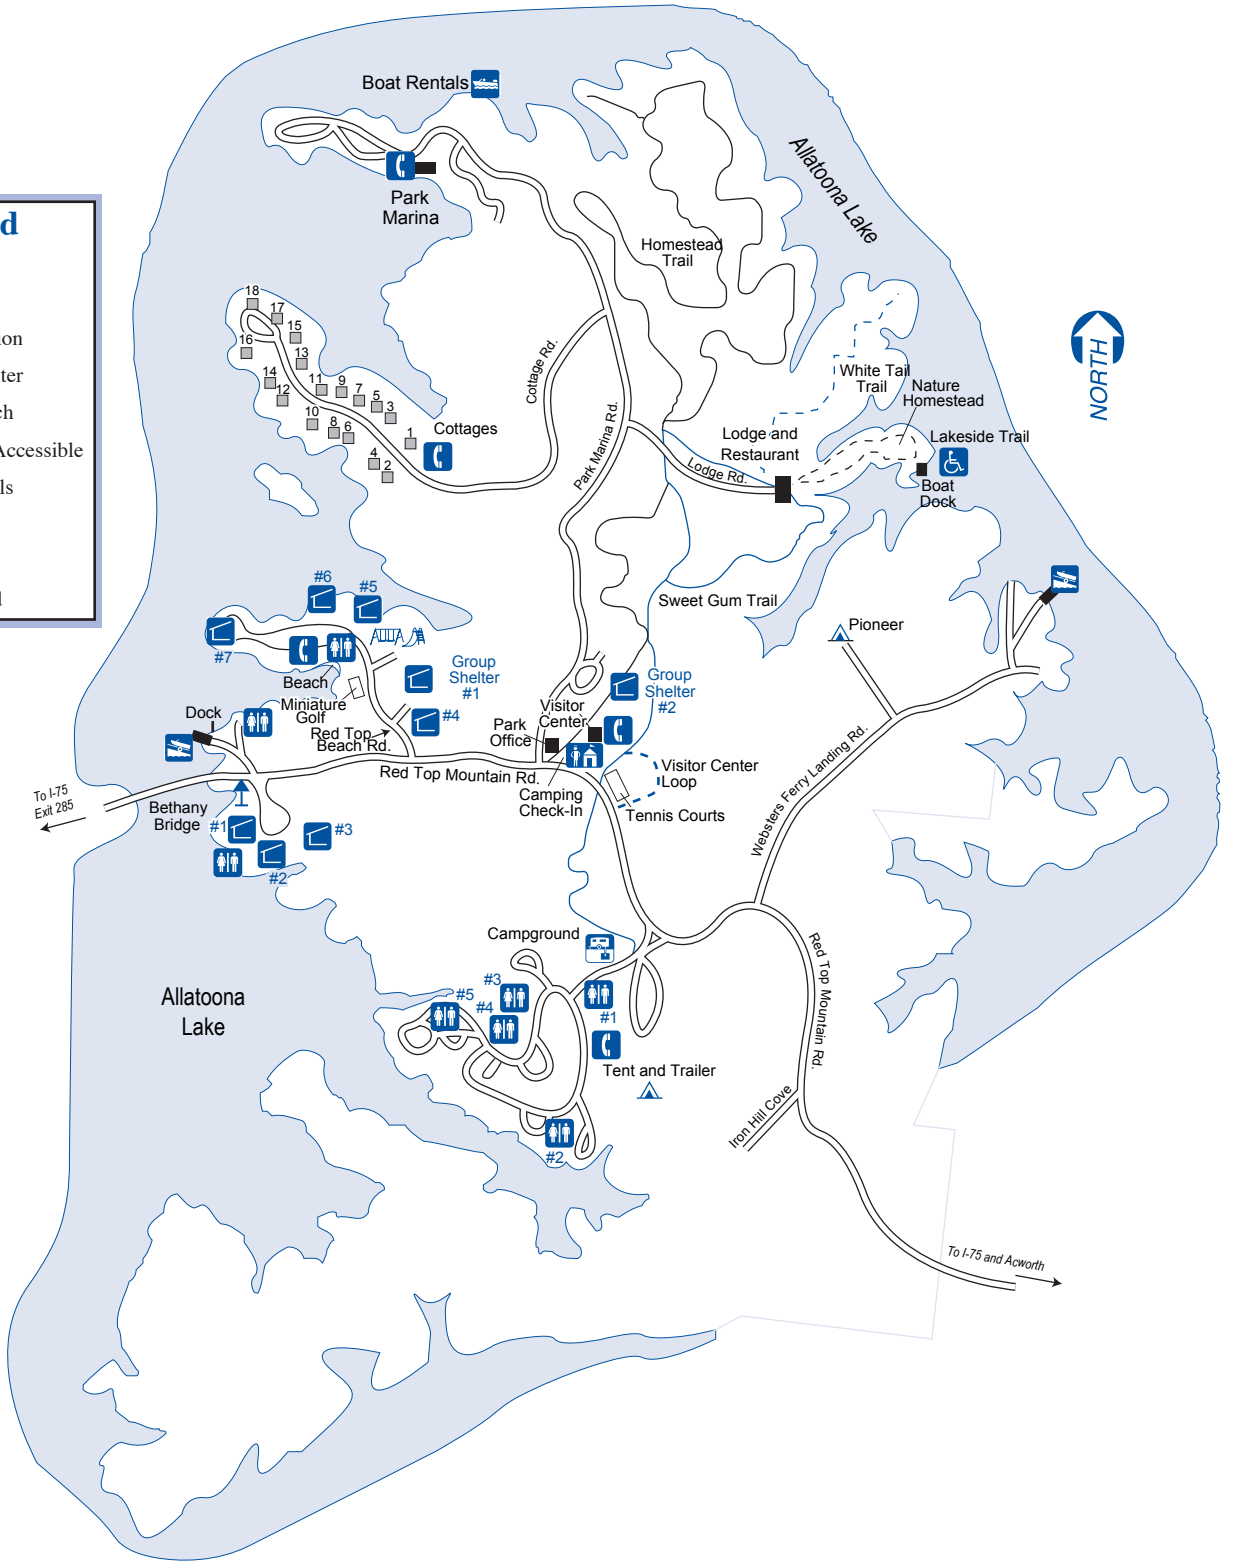 Boat Rentals
Park
Marina
Allatoona Lake
Homestead
Trail
d
ion
ter
ch
Accessible
ls
d
18
17
15
16
13
14
12
11
9
7
5
3
10
8
6
1
4
2
Cottages
Cottage Rd.
Park Marina Rd.
White Tail
Trail
Nature
Homestead
Lodge and
Restaurant
Lodge Rd.
Lakeside Trail
Boat
Dock
NORTH
Sweet Gum Trail
Pioneer
#6
#5
#7
Beach
Miniature
Golf
Group
Shelter
#1
Group
Shelter
#2
#4
Red Top
Beach Rd.
Dock
Visitor
Center
Park
Office
Red Top Mountain Rd.
Camping
Check-In
Visitor Center
Loop
Tennis Courts
To I-75
Exit 285
Bethany
Bridge
#1
#2
#3
Websters Ferry Landing Rd.
Campground
#3
#5
#4
#1
Tent and Trailer
#2
Allatoona
Lake
Red Top Mountain Rd.
Iron Hill Cove
To I-75 and Acworth